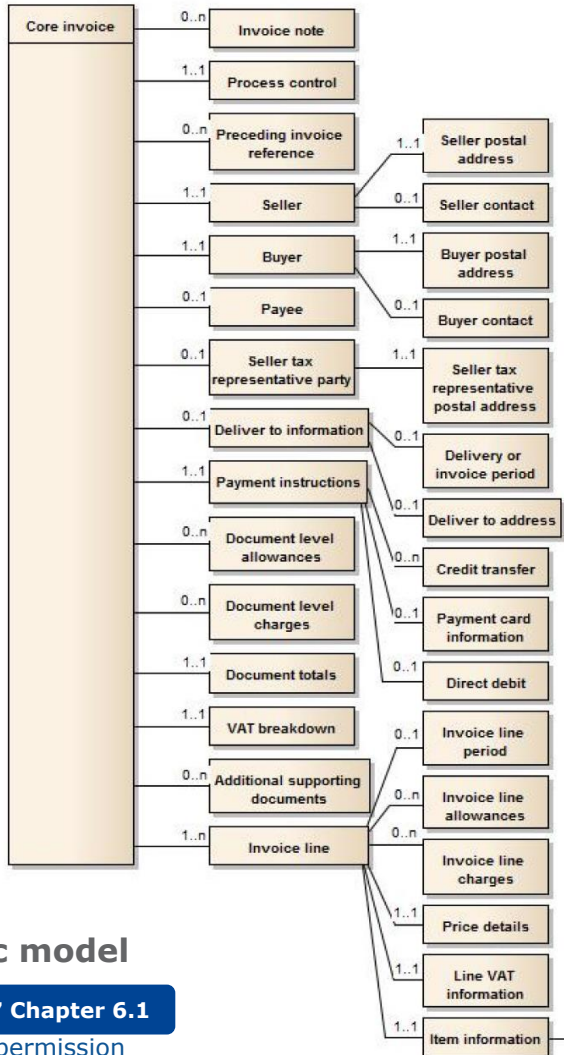 Core invoice
0..n
Invoice note
1..1
Process control
0..n
Preceding invoice
reference
1..1
Seller
1..1
Seller postal
address
0..1
Seller contact
1..1
Buyer
1..1
Buyer postal
address
0..1
Buyer contact
0..1
Payee
0..1
Seller tax
representative party
1..1
Seller tax
representative
postal address
0..1
Deliver to information
0..1
Delivery or
invoice period
0..1
Deliver to address
1..1
Payment instructions
0..n
Credit transfer
0..1
Payment card
information
0..1
Direct debit
0..n
Document level
allowances
0..n
Document level
charges
1..1
Document totals
1..1
VAT breakdown
0..n
Additional supporting
documents
1..n
Invoice line
0..1
Invoice line
period
0..n
Invoice line
allowances
0..n
Invoice line
charges
1..1
Price details
1..1
Line VAT
information
1..1
Item information
c model
Chapter 6.1
permission